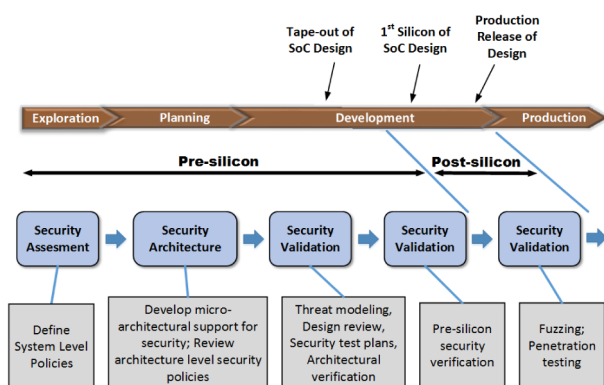 Tape-out of
SoC Design
1st Silicon of
SoC Design
Production
Release of
Design
Exploration
Planning
Development
Production
Pre-silicon
Post-silicon
Security
Assesment
Security
Architecture
Security
Validation
Security
Validation
Security
Validation
Define
System Level
Policies
Develop micro-
architectural support
for security; Review
architecture level security
policies
Threat modeling,
Design review,
Security test plans,
Architectural
verification
Pre-silicon
security
verification
Fuzzing;
Penetration
testing